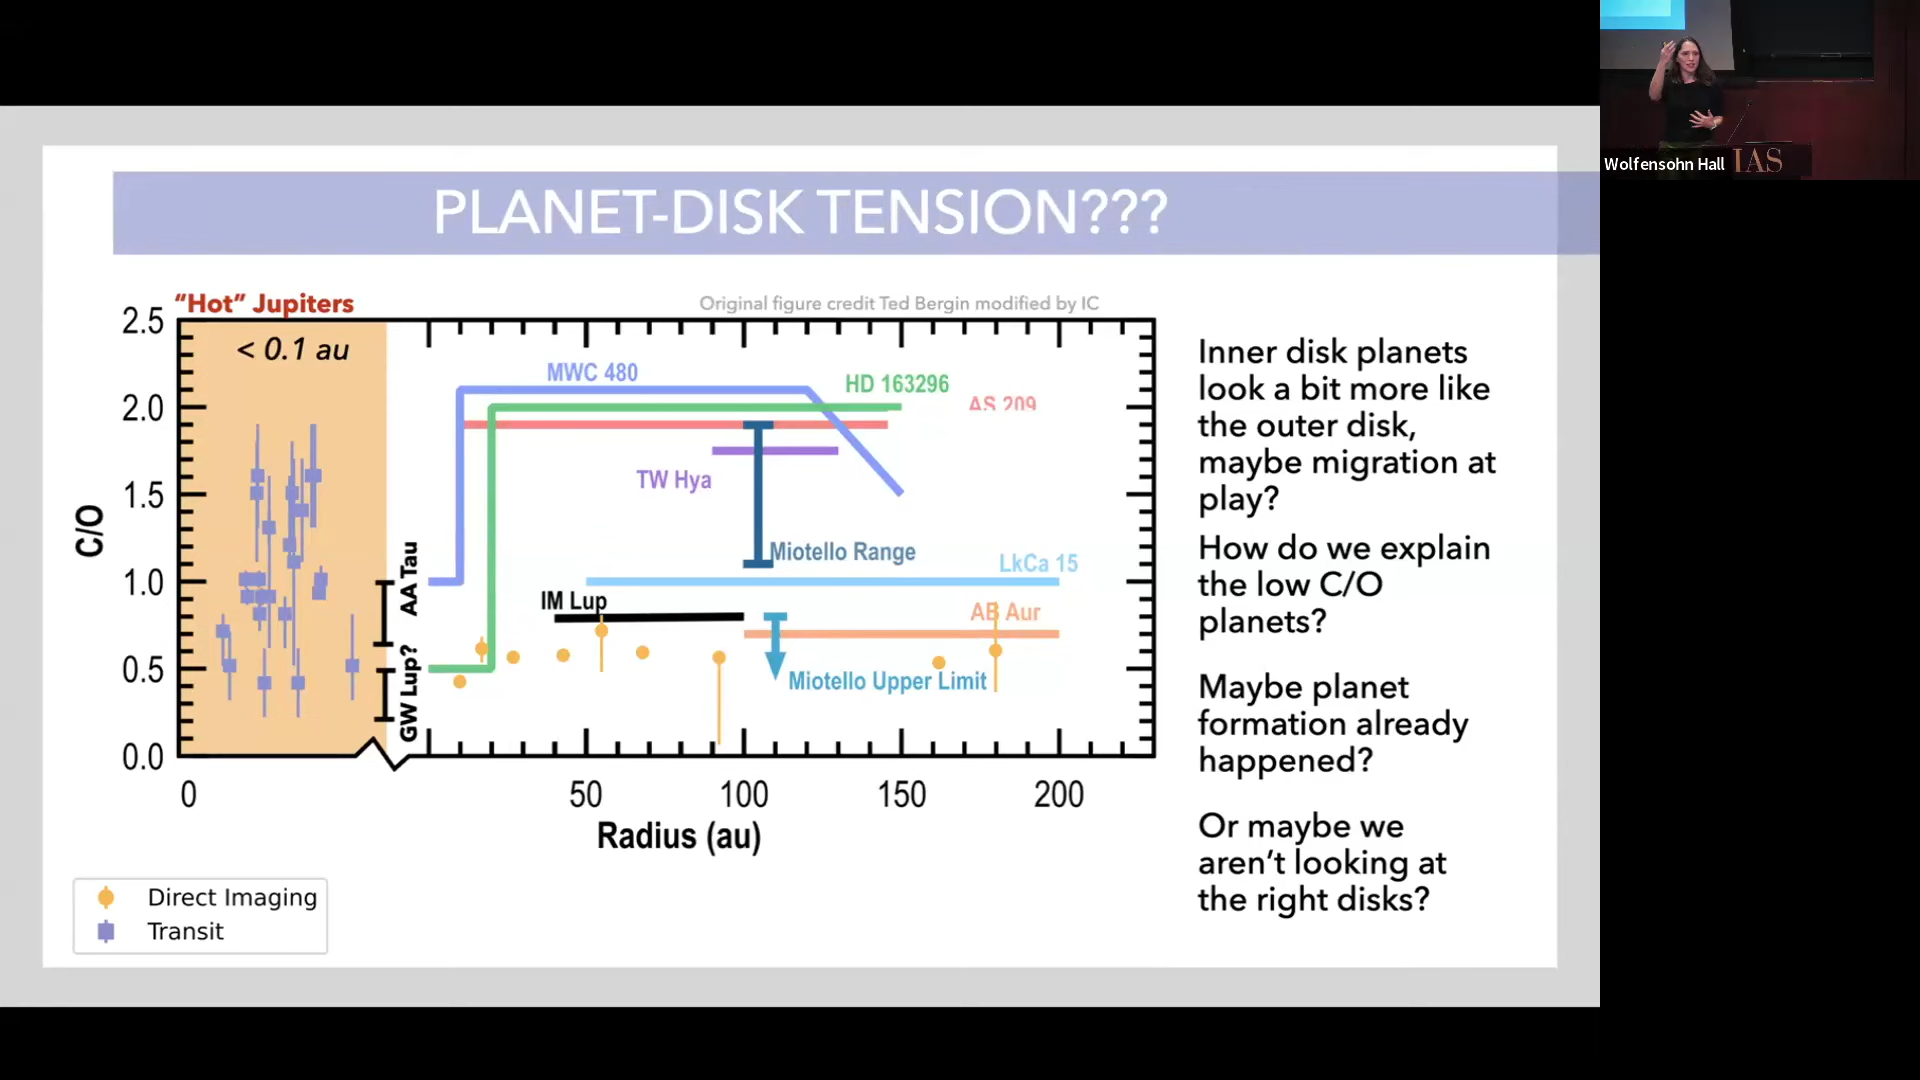 PLANET-DISK TENSION???
"Hot" Jupiters
Original figure credit Ted Bergin modified by IC
< 0.1 au
2.5
2.0
1.5
1.0
0.5
0.0
C/O
MWC 480
HD 163296
AS 209
TW Hya
Miotello Range
LkCa 15
IM Lup
AB Aur
Miotello Upper Limit
AA Tau
GW Lup?
0
50
100
150
200
Radius (au)
Direct Imaging
Transit
Inner disk planets
look a bit more like
the outer disk,
maybe migration at
play?
How do we explain
the low C/O
planets?
Maybe planet
formation already
happened?
Or maybe we
aren't looking at
the right disks?
Wolfensohn Hall
IAS